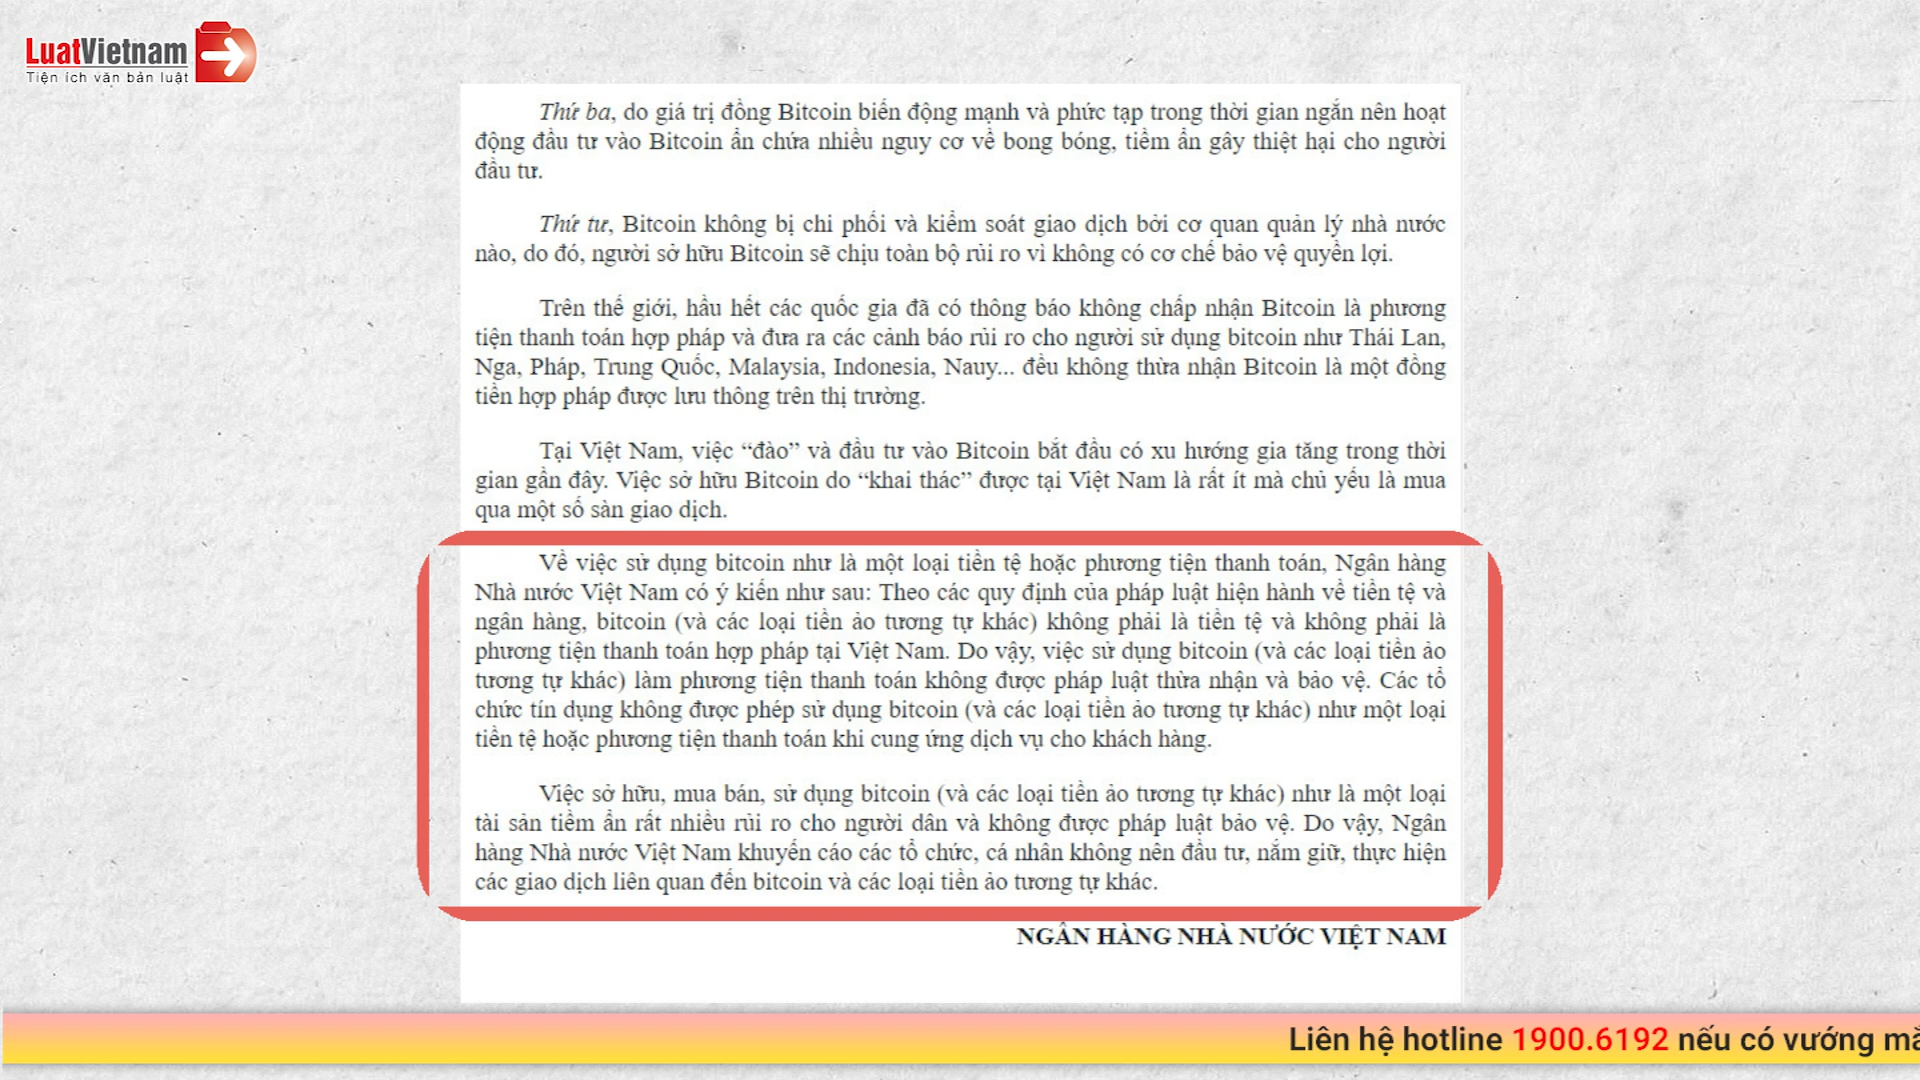 LuatVietnam
Tiện ích văn bản luật
Thứ ba, do giá trị đồng Bitcoin biến động mạnh và phức tạp trong thời gian ngắn nên hoạt
động đầu tư vào Bitcoin ẩn chứa nhiều nguy cơ về bong bóng, tiềm ẩn gây thiệt hại cho người
đầu tư.
Thứ tư, Bitcoin không bị chi phối và kiểm soát giao dịch bởi cơ quan quản lý nhà nước
nào, do đó, người sở hữu Bitcoin sẽ chịu toàn bộ rủi ro vì không có cơ chế bảo vệ quyền lợi.
Trên thế giới, hầu hết các quốc gia đã có thông báo không chấp nhận Bitcoin là phương
tiện thanh toán hợp pháp và đưa ra các cảnh báo rủi ro cho người sử dụng bitcoin như Thái Lan,
Nga, Pháp, Trung Quốc, Malaysia, Indonesia, Nauy... đều không thừa nhận Bitcoin là một đồng
tiền hợp pháp được lưu thông trên thị trường.
Tại Việt Nam, việc “đào” và đầu tư vào Bitcoin bắt đầu có xu hướng gia tăng trong thời
gian gần đây. Việc sở hữu Bitcoin do “khai thác” được tại Việt Nam là rất ít mà chủ yếu là mua
qua một số sàn giao dịch.
Về việc sử dụng bitcoin như là một loại tiền tệ hoặc phương tiện thanh toán, Ngân hàng
Nhà nước Việt Nam có ý kiến như sau: Theo các quy định của pháp luật hiện hành về tiền tệ và
ngân hàng, bitcoin (và các loại tiền ảo tương tự khác) không phải là tiền tệ và không phải là
phương tiện thanh toán hợp pháp tại Việt Nam. Do vậy, việc sử dụng bitcoin (và các loại tiền ảo
tương tự khác) làm phương tiện thanh toán không được pháp luật thừa nhận và bảo vệ. Các tổ
chức tín dụng không được phép sử dụng bitcoin (và các loại tiền ảo tương tự khác) như một loại
tiền tệ hoặc phương tiện thanh toán khi cung ứng dịch vụ cho khách hàng.
Việc sở hữu, mua bán, sử dụng bitcoin (và các loại tiền ảo tương tự khác) như là một loại
tài sản tiềm ẩn rất nhiều rủi ro cho người dân và không được pháp luật bảo vệ. Do vậy, Ngân
hàng Nhà nước Việt Nam khuyến cáo các tổ chức, cá nhân không nên đầu tư, nắm giữ, thực hiện
các giao dịch liên quan đến bitcoin và các loại tiền ảo tương tự khác.
NGÂN HÀNG NHÀ NƯỚC VIỆT NAM
Liên hệ hotline 1900.6192 nếu có vướng